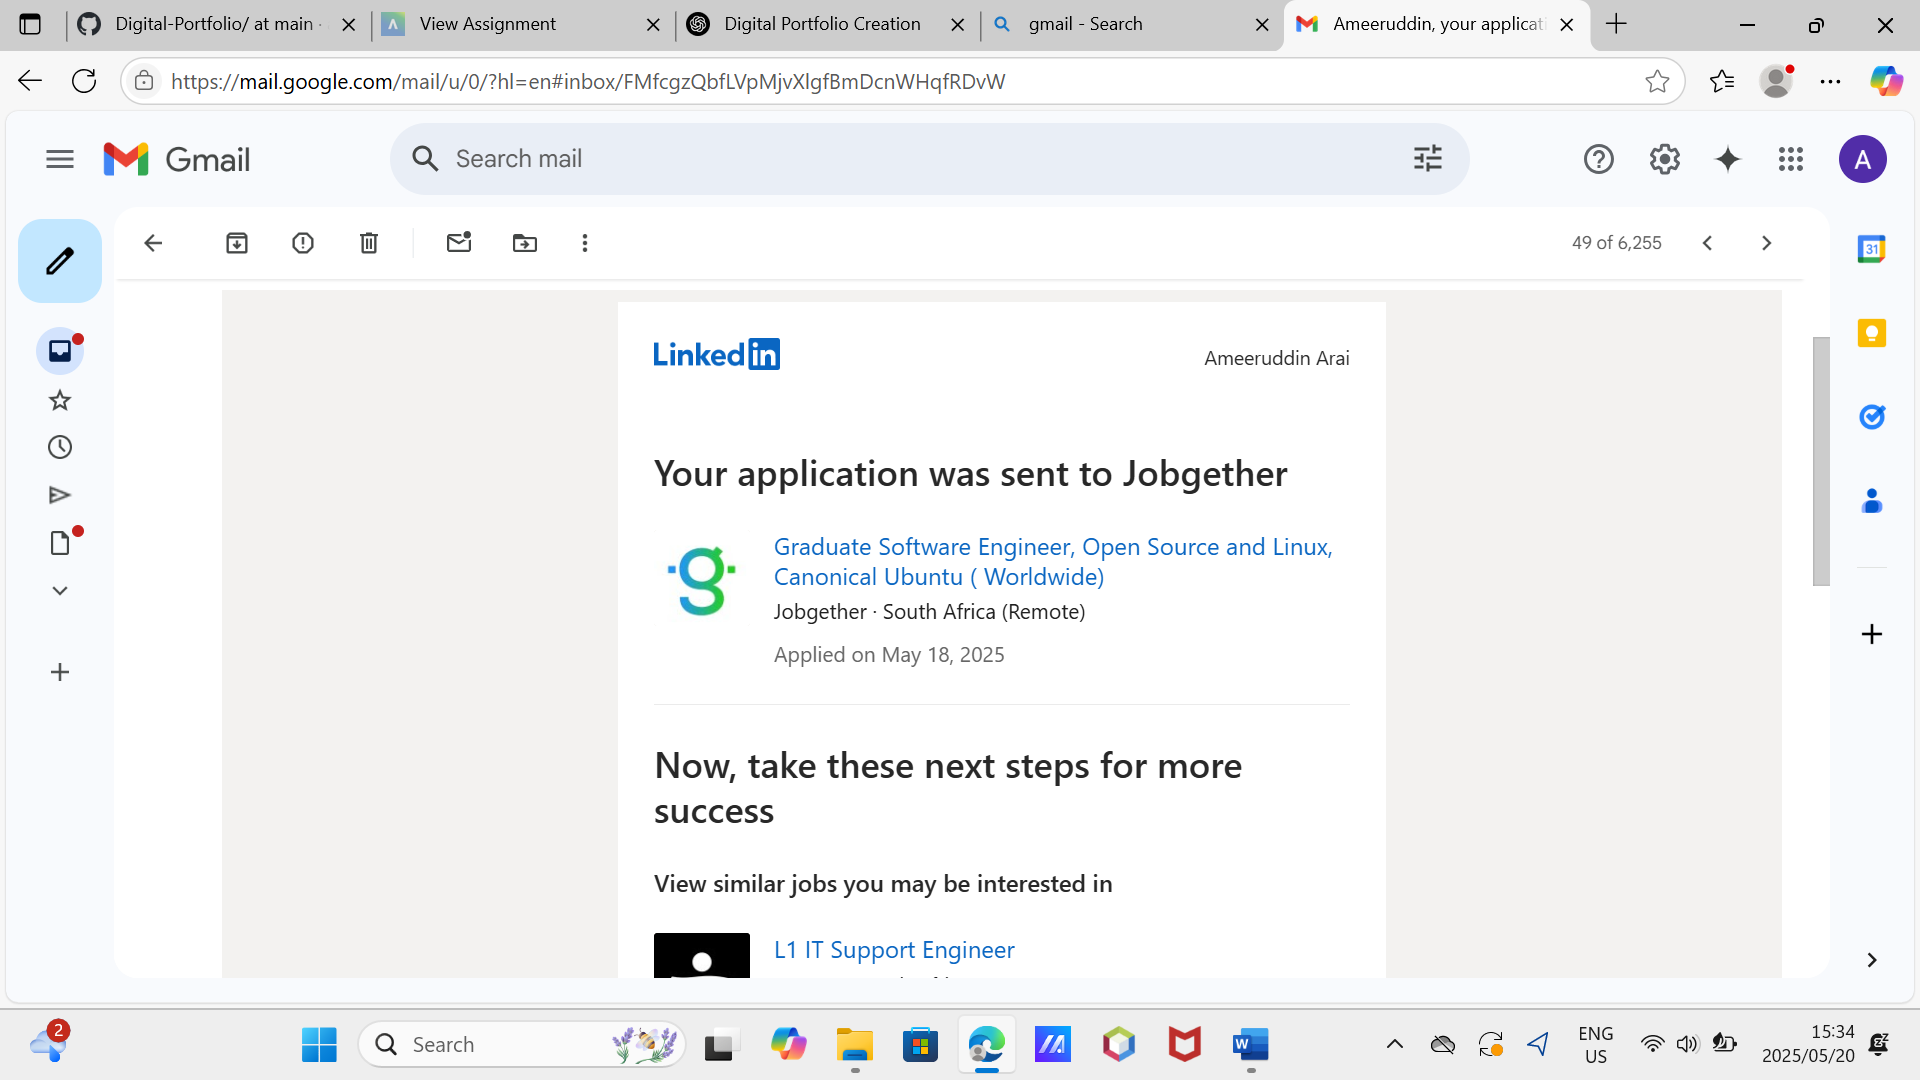 Digital-Portfolio/ at main ·
View Assignment
Digital Portfolio Creation
gmail - Search
Ameeruddin, your applicati
https://mail.google.com/mail/u/0/?hl=en#inbox/FMfcgzQbfLVpMjvXlgfBmDcnWHqfRDvW
Gmail
Search mail
A
49 of 6,255
31
LinkedIn
Ameeruddin Arai
Your application was sent to Jobgether
Graduate Software Engineer, Open Source and Linux,
Canonical Ubuntu ( Worldwide)
Jobgether · South Africa (Remote)
Applied on May 18, 2025
Now, take these next steps for more
success
View similar jobs you may be interested in
L1 IT Support Engineer
2
Search
W
ENG
US
15:34
2025/05/20